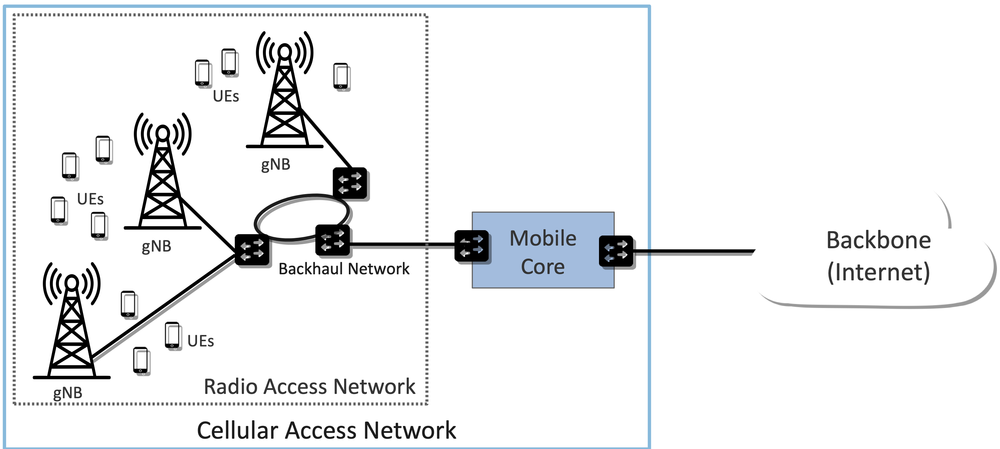 UEs
gNB
UEs
gNB
Backhaul Network
UEs
gNB
Radio Access Network
Cellular Access Network
Mobile
Core
Backbone
(Internet)